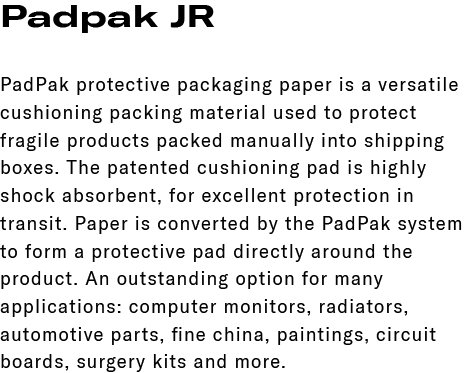 Padpak JR
PadPak protective packaging paper is a versatile
cushioning packing material used to protect
fragile products packed manually into shipping
boxes. The patented cushioning pad is highly
shock absorbent, for excellent protection in
transit. Paper is converted by the PadPak system
to form a protective pad directly around the
product. An outstanding option for many
applications: computer monitors, radiators,
automotive parts, fine china, paintings, circuit
boards, surgery kits and more.